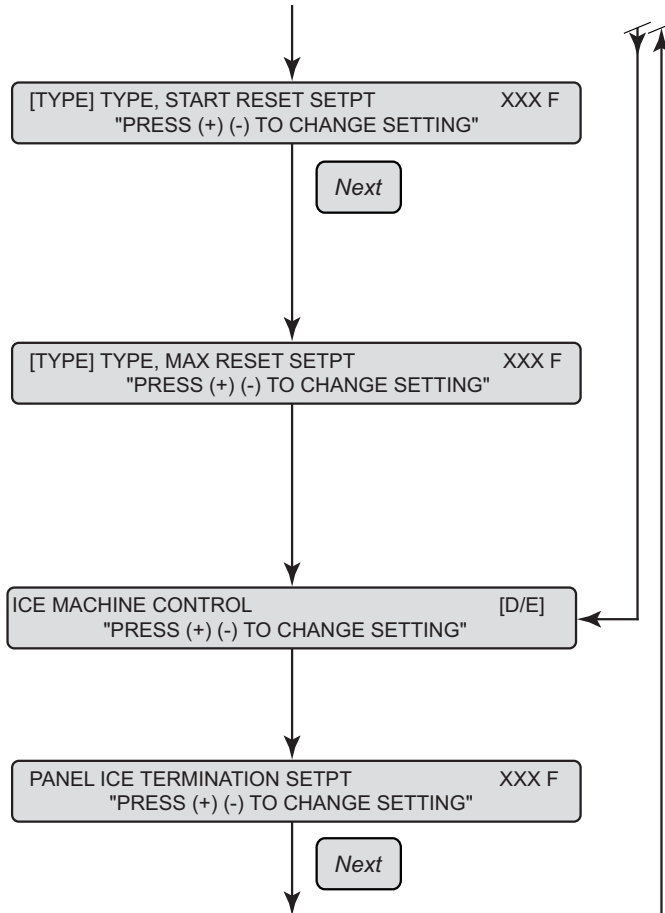 [TYPE] TYPE, START RESET SETPT XXX F
"PRESS (+) (-) TO CHANGE SETTING"
Next
[TYPE] TYPE, MAX RESET SETPT XXX F
"PRESS (+) (-) TO CHANGE SETTING"
ICE MACHINE CONTROL [D/E]
"PRESS (+) (-) TO CHANGE SETTING"
PANEL ICE TERMINATION SETPT XXX F
"PRESS (+) (-) TO CHANGE SETTING"
Next